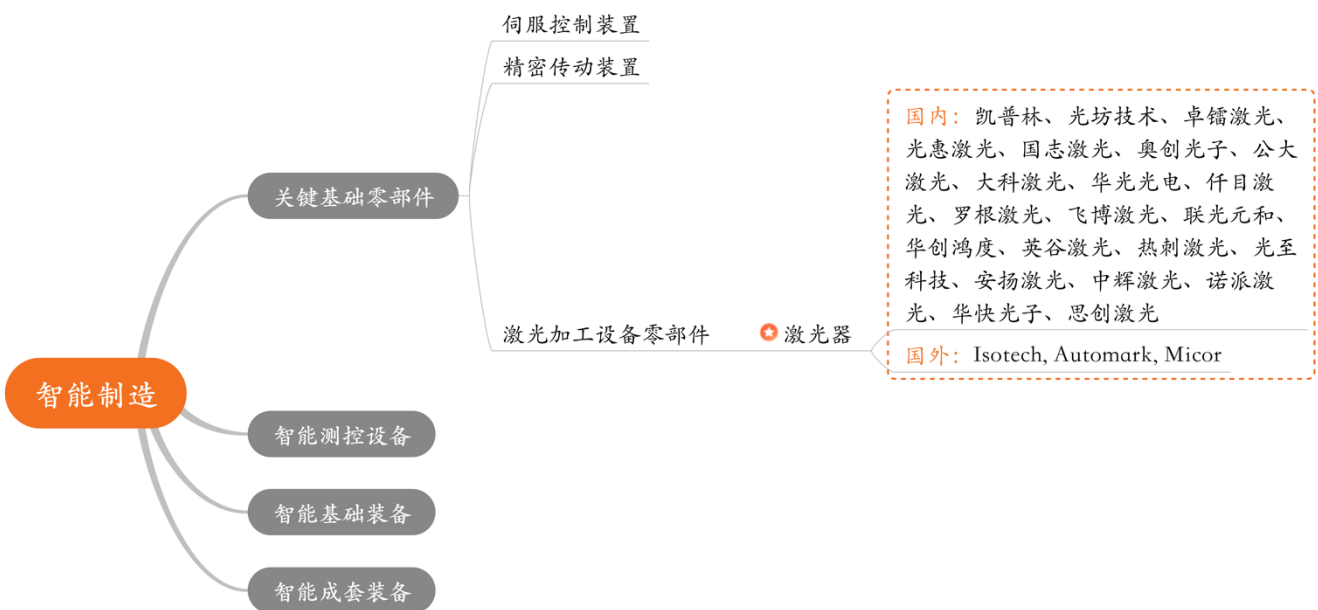 伺服控制装置
精密传动装置
国内：凯普林、光坊技术、卓镭激光、
光惠激光、国志激光、奥创光子、公大
激光、大科激光、华光光电、仟目激
光、罗根激光、飞博激光、联光元和、
华创鸿度、英谷激光、热刺激光、光至
科技、安扬激光、中辉激光、诺派激
光、华快光子、思创激光
关键基础零部件
激光加工设备零部件
激光器
国外：Isotech, Automark, Micor
智能制造
智能测控设备
智能基础装备
智能成套装备